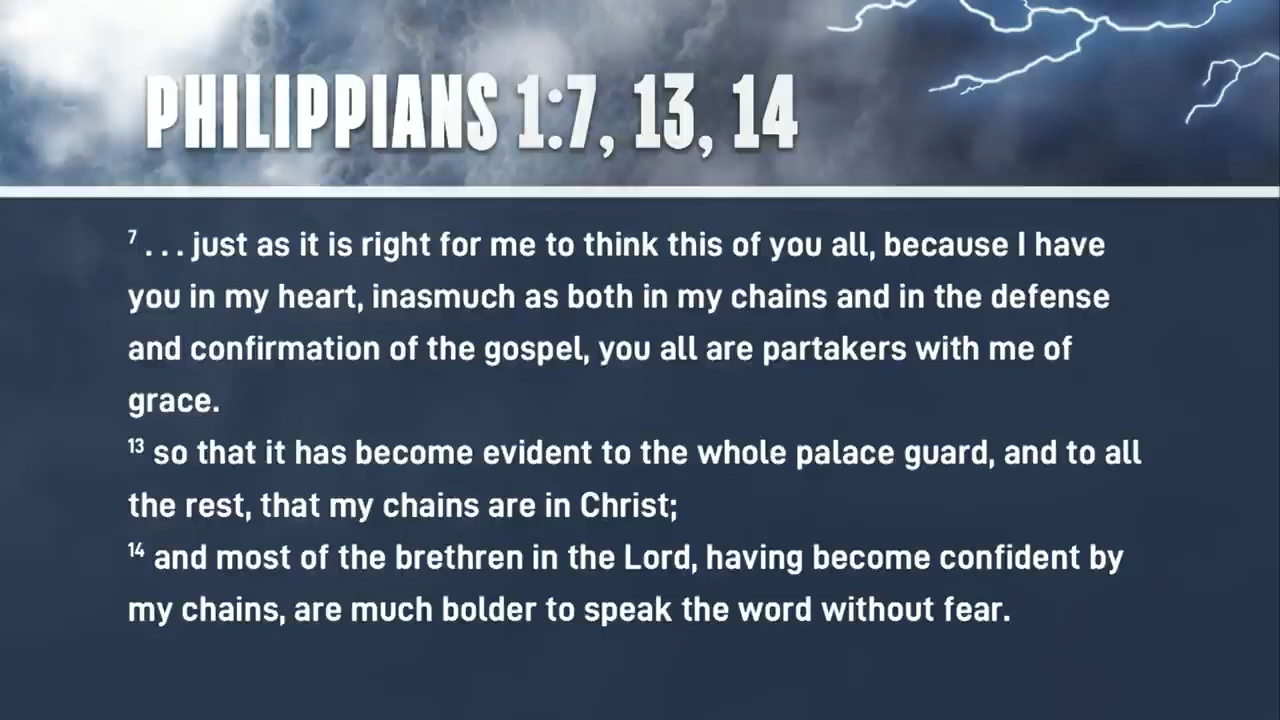 PHILIPPIANS 1:7, 13, 14
7 . . . just as it is right for me to think this of you all, because I have
you in my heart, inasmuch as both in my chains and in the defense
and confirmation of the gospel, you all are partakers with me of
grace.
13 so that it has become evident to the whole palace guard, and to all
the rest, that my chains are in Christ;
14 and most of the brethren in the Lord, having become confident by
my chains, are much bolder to speak the word without fear.